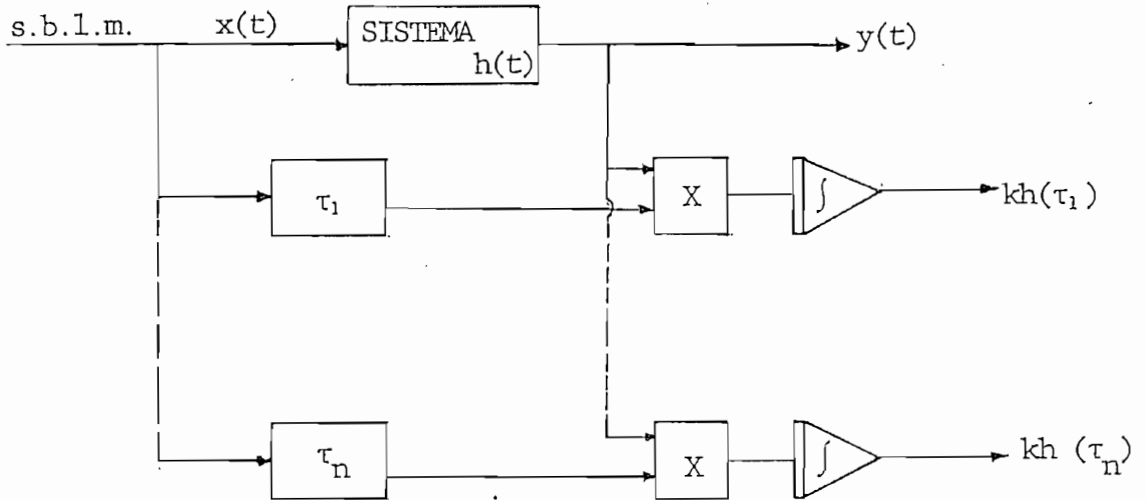 s.b.l.m.
x(t)
SISTEMA
h(t)
y(t)
τ₁
X
∫
kh(τ₁)
τₙ
X
∫
kh (τₙ)